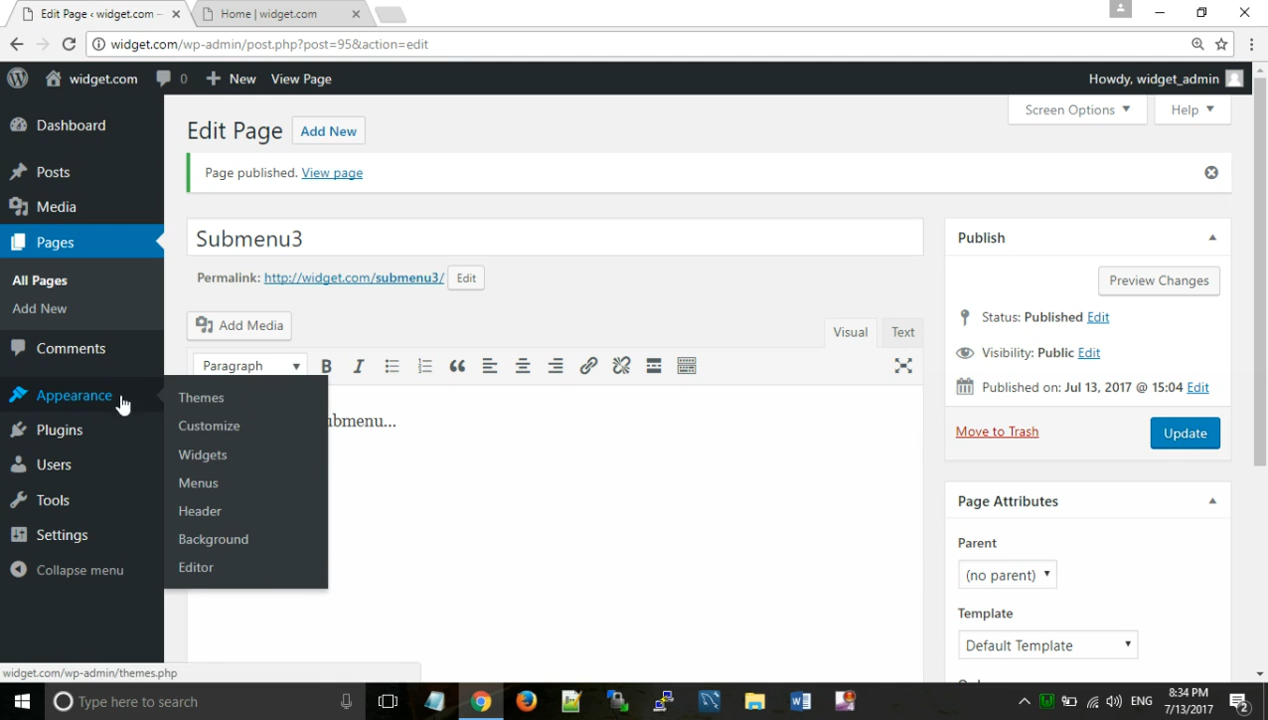 Edit Page ‹ widget.com —
Home | widget.com
widget.com/wp-admin/post.php?post=95&action=edit
widget.com
0
New
View Page
Howdy, widget_admin
Screen Options
Help
Dashboard
Posts
Media
Pages
All Pages
Add New
Comments
Appearance
Plugins
Users
Tools
Settings
Collapse menu
Themes
Customize
Widgets
Menus
Header
Background
Editor
Edit Page
Add New
Page published. View page
Submenu3
Permalink: http://widget.com/submenu3/
Edit
Add Media
Visual
Text
Paragraph
B
I
ubmenu...
Publish
Preview Changes
Status: Published Edit
Visibility: Public Edit
Published on: Jul 13, 2017 @ 15:04 Edit
Move to Trash
Update
Page Attributes
Parent
(no parent)
Template
Default Template
widget.com/wp-admin/themes.php
Type here to search
ENG
8:34 PM
7/13/2017
2